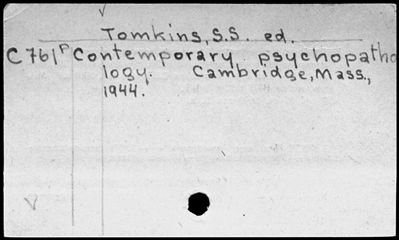 Tomkins, S.S. ed.
C761P Contemporary psychopatho
logy. Cambridge, Mass.,
1944.